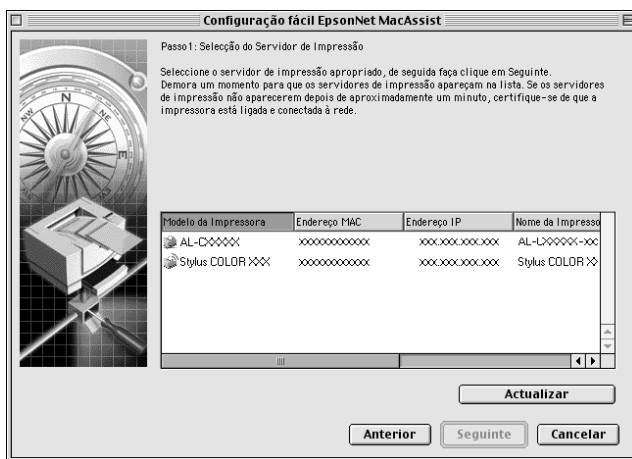 Configuração fácil EpsonNet MacAssist
Passo1: Selecção do Servidor de Impressão
Seleccione o servidor de impressão apropriado, de seguida faça clique em Seguinte.
Demora um momento para que os servidores de impressão apareçam na lista. Se os servidores
de impressão não aparecerem depois de aproximadamente um minuto, certifique-se de que a
impressora está ligada e conectada à rede.
Modelo da Impressora Endereço MAC Endereço IP Nome da Impresso
AL-CXXXXX XXXXXXXXXXXX XXX.XXX.XXX.XXX AL-CXXXXX-XX
Stylus COLOR XXX XXXXXXXXXXXX XXX.XXX.XXX.XXX Stylus COLOR X
Actualizar
Anterior Seguinte Cancelar
N
NE
E